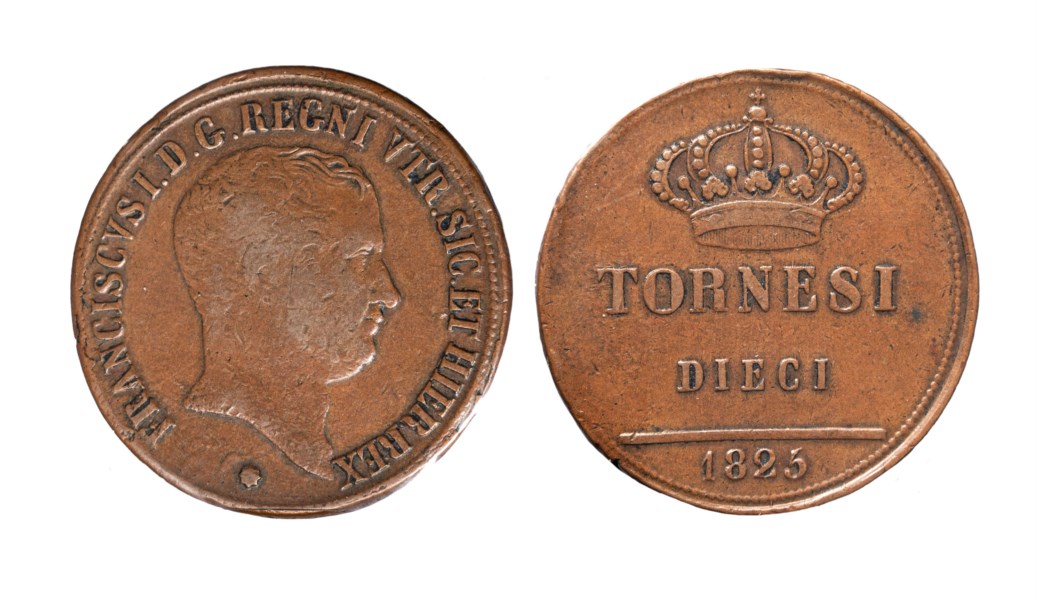 FRANCISCVS I. D. G. REGNI VTR. SIC. ET HIER. REX
TORNESI
DIECI
1825